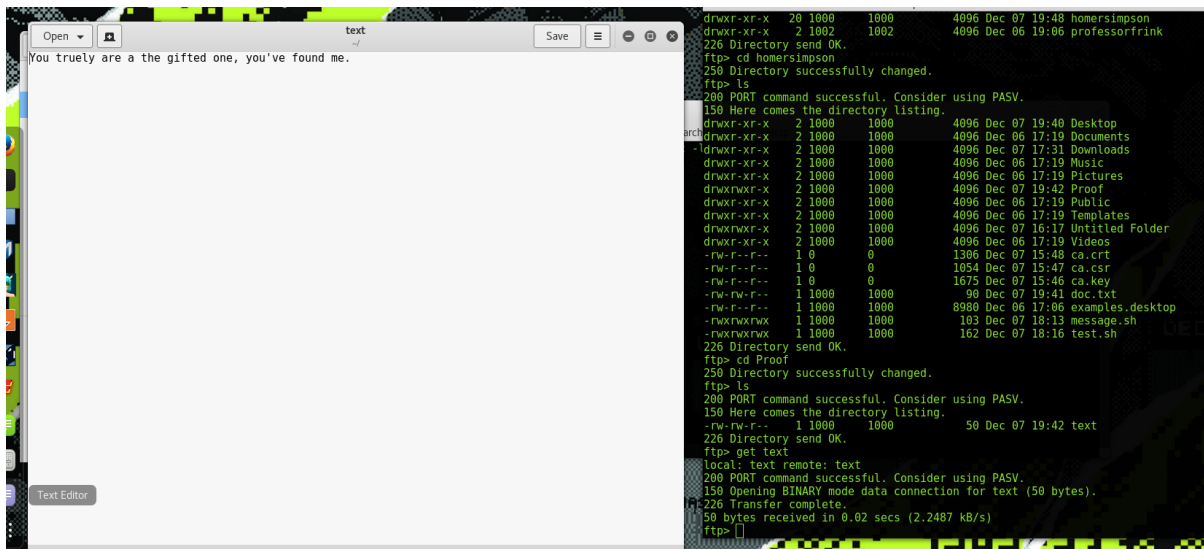 Open
text
~/
Save
You truely are a the gifted one, you've found me.
Text Editor
arch
drwxr-xr-x 20 1000 1000 4096 Dec 07 19:48 homersimpson
drwxr-xr-x 2 1002 1002 4096 Dec 06 19:06 professorfrink
226 Directory send OK.
ftp> cd homersimpson
250 Directory successfully changed.
ftp> ls
200 PORT command successful. Consider using PASV.
150 Here comes the directory listing.
drwxr-xr-x 2 1000 1000 4096 Dec 07 19:40 Desktop
drwxr-xr-x 2 1000 1000 4096 Dec 06 17:19 Documents
drwxr-xr-x 2 1000 1000 4096 Dec 07 17:31 Downloads
drwxr-xr-x 2 1000 1000 4096 Dec 06 17:19 Music
drwxr-xr-x 2 1000 1000 4096 Dec 06 17:19 Pictures
drwxrwxr-x 2 1000 1000 4096 Dec 07 19:42 Proof
drwxr-xr-x 2 1000 1000 4096 Dec 06 17:19 Public
drwxr-xr-x 2 1000 1000 4096 Dec 06 17:19 Templates
drwxrwxr-x 2 1000 1000 4096 Dec 07 16:17 Untitled Folder
drwxr-xr-x 2 1000 1000 4096 Dec 06 17:19 Videos
-rw-r--r-- 1 0 0 1306 Dec 07 15:48 ca.crt
-rw-r--r-- 1 0 0 1054 Dec 07 15:47 ca.csr
-rw-r--r-- 1 0 0 1675 Dec 07 15:46 ca.key
-rw-rw-r-- 1 1000 1000 90 Dec 07 19:41 doc.txt
-rw-r--r-- 1 1000 1000 8980 Dec 06 17:06 examples.desktop
-rwxrwxrwx 1 1000 1000 103 Dec 07 18:13 message.sh
-rwxrwxrwx 1 1000 1000 162 Dec 07 18:16 test.sh
226 Directory send OK.
ftp> cd Proof
250 Directory successfully changed.
ftp> ls
200 PORT command successful. Consider using PASV.
150 Here comes the directory listing.
-rw-rw-r-- 1 1000 1000 50 Dec 07 19:42 text
226 Directory send OK.
ftp> get text
local: text remote: text
200 PORT command successful. Consider using PASV.
150 Opening BINARY mode data connection for text (50 bytes).
226 Transfer complete.
50 bytes received in 0.02 secs (2.2487 kB/s)
ftp>